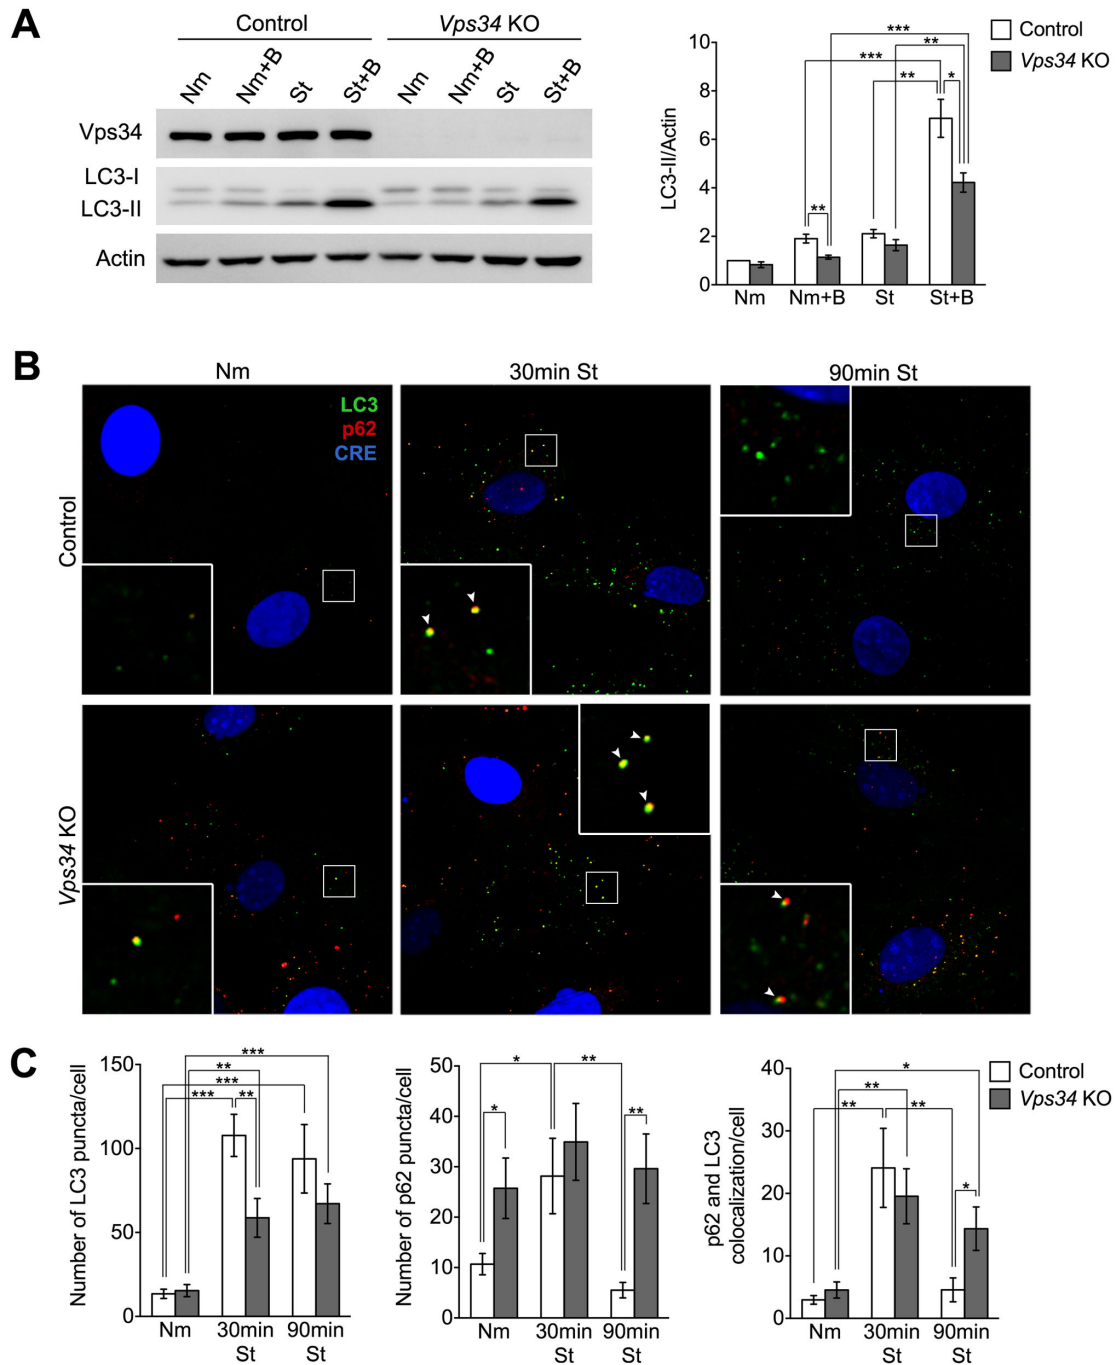 A
Control
Vps34 KO
Nm
Nm+B
St
St+B
Nm
Nm+B
St
St+B
Vps34
LC3-I
LC3-II
Actin
Control
Vps34 KO
LC3-II/Actin
10
8
6
4
2
0
***
**
***
**
*
**
Nm
Nm+B
St
St+B
B
Nm
30min St
90min St
LC3
p62
CRE
Control
Vps34 KO
C
Number of LC3 puncta/cell
150
100
50
0
***
**
***
***
**
Nm
30min
St
90min
St
Number of p62 puncta/cell
50
40
30
20
10
0
*
**
*
**
Nm
30min
St
90min
St
p62 and LC3
colocalization/cell
40
30
20
10
0
*
**
**
**
*
Nm
30min
St
90min
St
Control
Vps34 KO